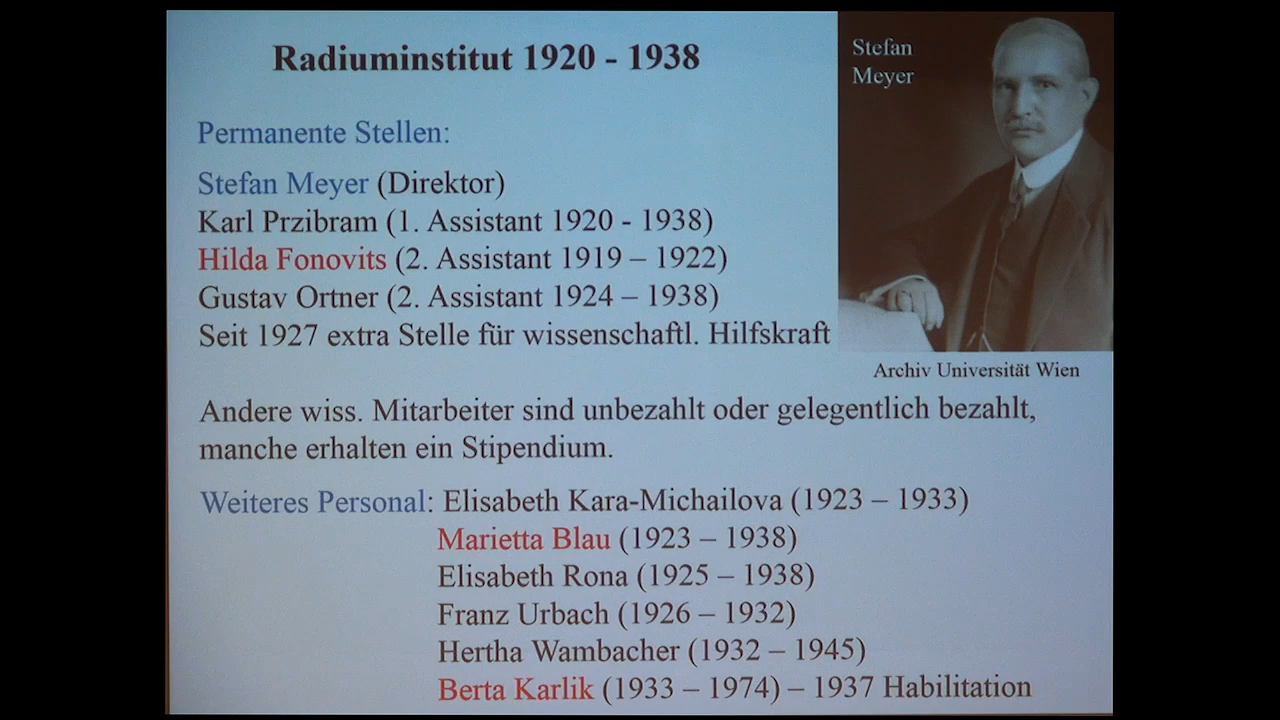 Radiuminstitut 1920 - 1938
Stefan
Meyer
Permanente Stellen:
Stefan Meyer (Direktor)
Karl Przibram (1. Assistant 1920 - 1938)
Hilda Fonovits (2. Assistant 1919 – 1922)
Gustav Ortner (2. Assistant 1924 – 1938)
Seit 1927 extra Stelle für wissenschaftl. Hilfskraft
Archiv Universität Wien
Andere wiss. Mitarbeiter sind unbezahlt oder gelegentlich bezahlt,
manche erhalten ein Stipendium.
Weiteres Personal: Elisabeth Kara-Michailova (1923 – 1933)
Marietta Blau (1923 – 1938)
Elisabeth Rona (1925 – 1938)
Franz Urbach (1926 – 1932)
Hertha Wambacher (1932 – 1945)
Berta Karlik (1933 – 1974) – 1937 Habilitation